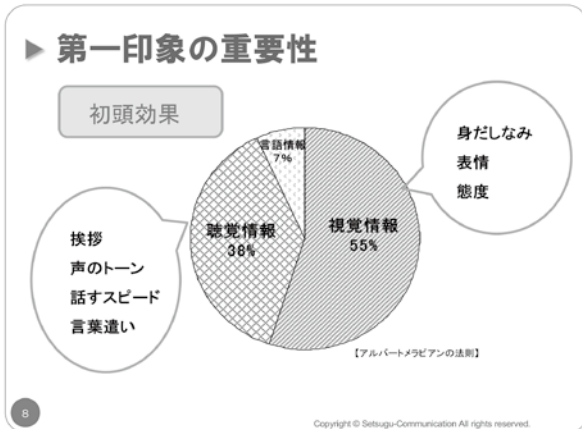 第一印象の重要性
初頭効果
言語情報
7%
聴覚情報
38%
視覚情報
55%
身だしなみ
表情
態度
挨拶
声のトーン
話すスピード
言葉遣い
【アルバートメラビアンの法則】
8
Copyright © Setsugu-Communication All rights reserved.